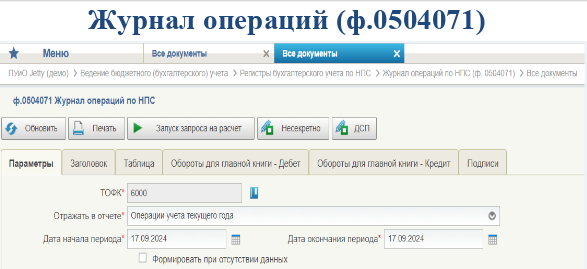 Журнал операций (ф.0504071)
Меню Все документы Все документы
ПУиО Jetty (демо) Ведение бюджетного (бухгалтерского) учета Регистры бухгалтерского учета по НПС Журнал операций по НПС (ф. 0504071) Все документы
ф.0504071 Журнал операций по НПС
Обновить Печать Запуск запроса на расчет Несекретно ДСП
Параметры Заголовок Таблица Обороты для главной книги - Дебет Обороты для главной книги - Кредит Подписи
ТОФК* 6000
Отражать в отчете* Операции учета текущего года
Дата начала периода* 17.09.2024 Дата окончания периода* 17.09.2024
Формировать при отсутствии данных